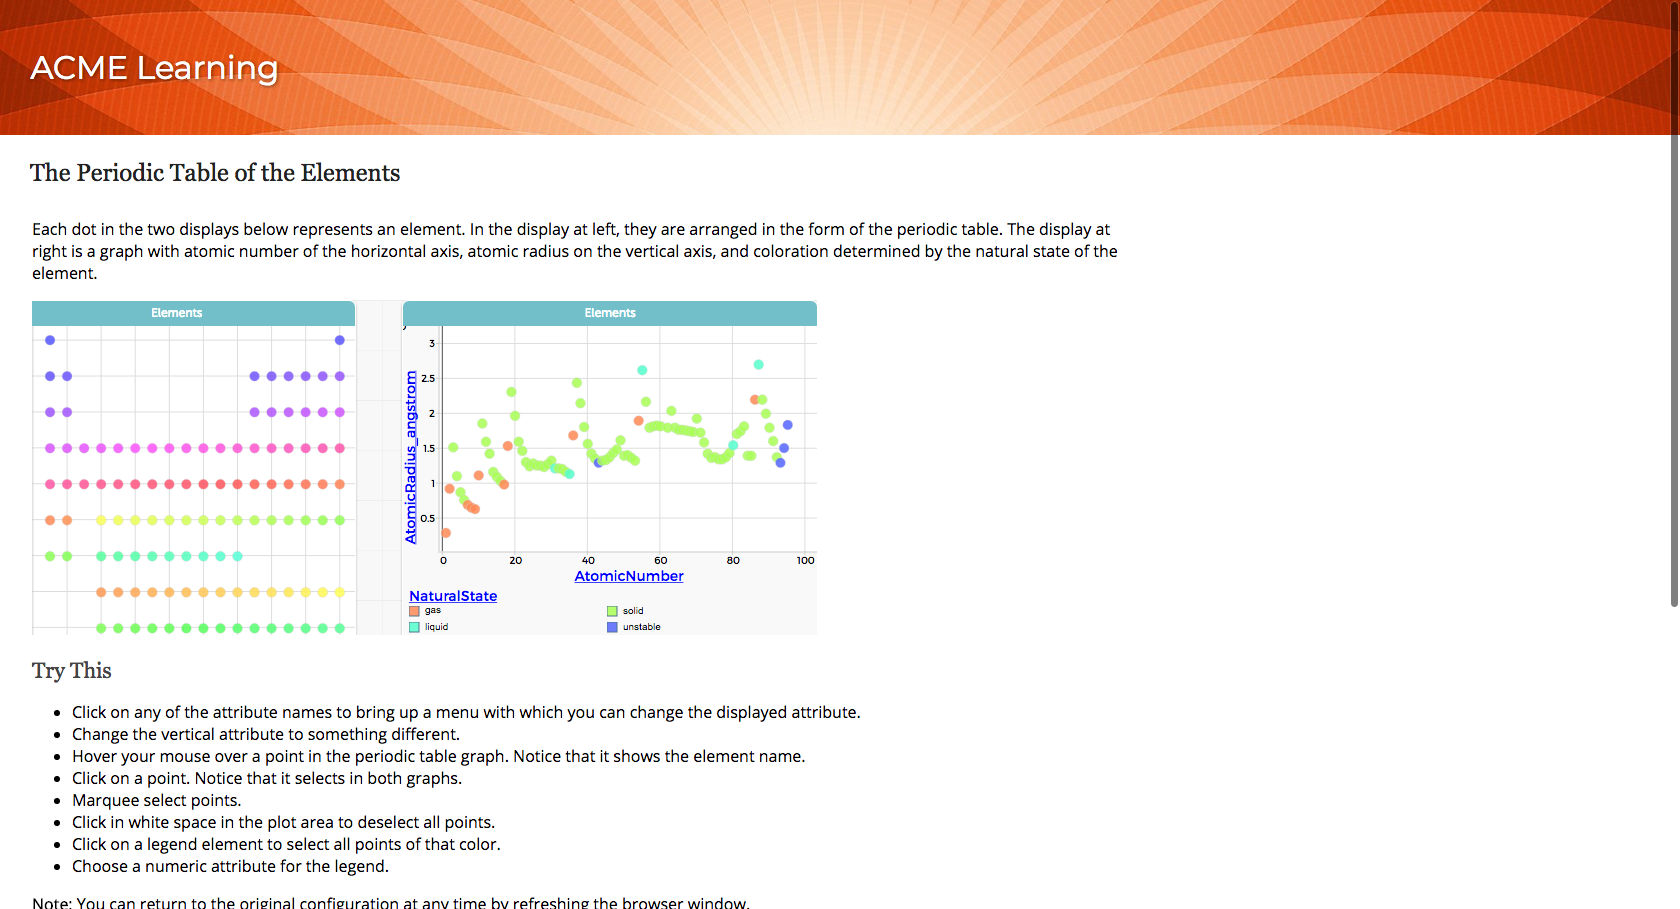 ACME Learning
The Periodic Table of the Elements
Each dot in the two displays below represents an element. In the display at left, they are arranged in the form of the periodic table. The display at
right is a graph with atomic number of the horizontal axis, atomic radius on the vertical axis, and coloration determined by the natural state of the
element.
Elements
Elements
AtomicRadius_angstrom
3
2.5
2
1.5
1
0.5
0 20 40 60 80 100
AtomicNumber
NaturalState
gas solid
liquid unstable
Try This
• Click on any of the attribute names to bring up a menu with which you can change the displayed attribute.
• Change the vertical attribute to something different.
• Hover your mouse over a point in the periodic table graph. Notice that it shows the element name.
• Click on a point. Notice that it selects in both graphs.
• Marquee select points.
• Click in white space in the plot area to deselect all points.
• Click on a legend element to select all points of that color.
• Choose a numeric attribute for the legend.
Note: You can return to the original configuration at any time by refreshing the browser window.